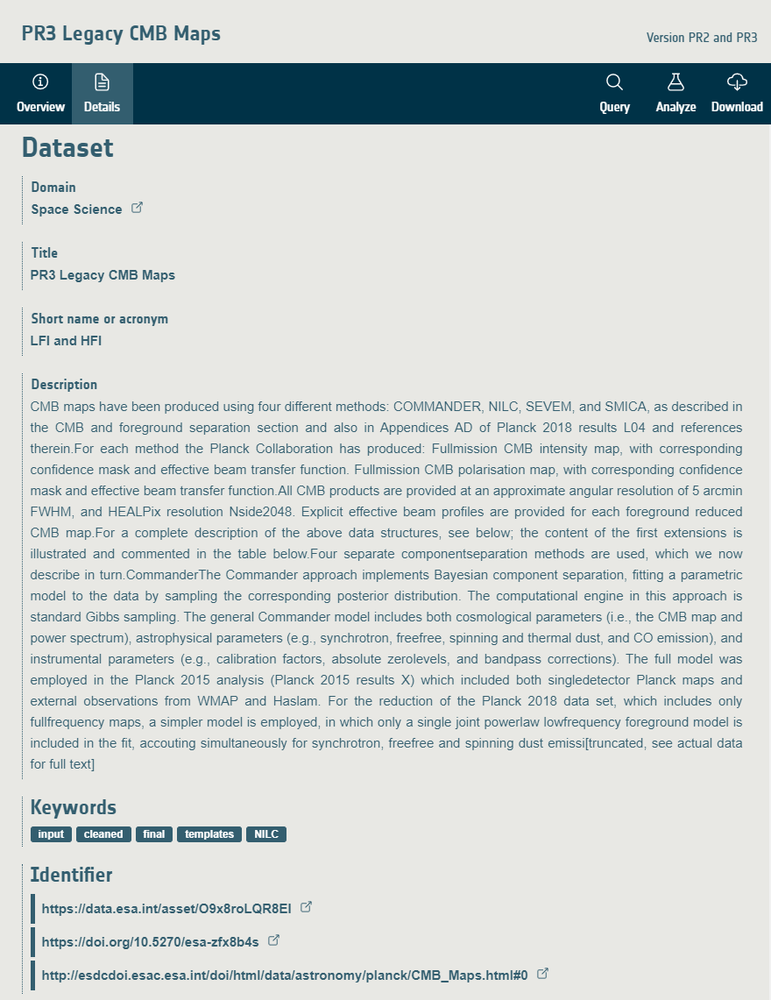 PR3 Legacy CMB Maps
Version PR2 and PR3
Overview
Details
Query
Analyze
Download
Dataset
Domain
Space Science
Title
PR3 Legacy CMB Maps
Short name or acronym
LFI and HFI
Description
CMB maps have been produced using four different methods: COMMANDER, NILC, SEVEM, and SMICA, as described in
the CMB and foreground separation section and also in Appendices AD of Planck 2018 results L04 and references
therein.For each method the Planck Collaboration has produced: Fullmission CMB intensity map, with corresponding
confidence mask and effective beam transfer function. Fullmission CMB polarisation map, with corresponding confidence
mask and effective beam transfer function.All CMB products are provided at an approximate angular resolution of 5 arcmin
FWHM, and HEALPix resolution Nside2048. Explicit effective beam profiles are provided for each foreground reduced
CMB map.For a complete description of the above data structures, see below; the content of the first extensions is
illustrated and commented in the table below.Four separate componentseparation methods are used, which we now
describe in turn.CommanderThe Commander approach implements Bayesian component separation, fitting a parametric
model to the data by sampling the corresponding posterior distribution. The computational engine in this approach is
standard Gibbs sampling. The general Commander model includes both cosmological parameters (i.e., the CMB map and
power spectrum), astrophysical parameters (e.g., synchrotron, freefree, spinning and thermal dust, and CO emission), and
instrumental parameters (e.g., calibration factors, absolute zerolevels, and bandpass corrections). The full model was
employed in the Planck 2015 analysis (Planck 2015 results X) which included both singledetector Planck maps and
external observations from WMAP and Haslam. For the reduction of the Planck 2018 data set, which includes only
fullfrequency maps, a simpler model is employed, in which only a single joint powerlaw lowfrequency foreground model is
included in the fit, accouting simultaneously for synchrotron, freefree and spinning dust emissi[truncated, see actual data
for full text]
Keywords
input cleaned final templates NILC
Identifier
https://data.esa.int/asset/O9x8roLQR8EI
https://doi.org/10.5270/esa-zfx8b4s
http://esdcdoi.esac.esa.int/doi/html/data/astronomy/planck/CMB_Maps.html#0